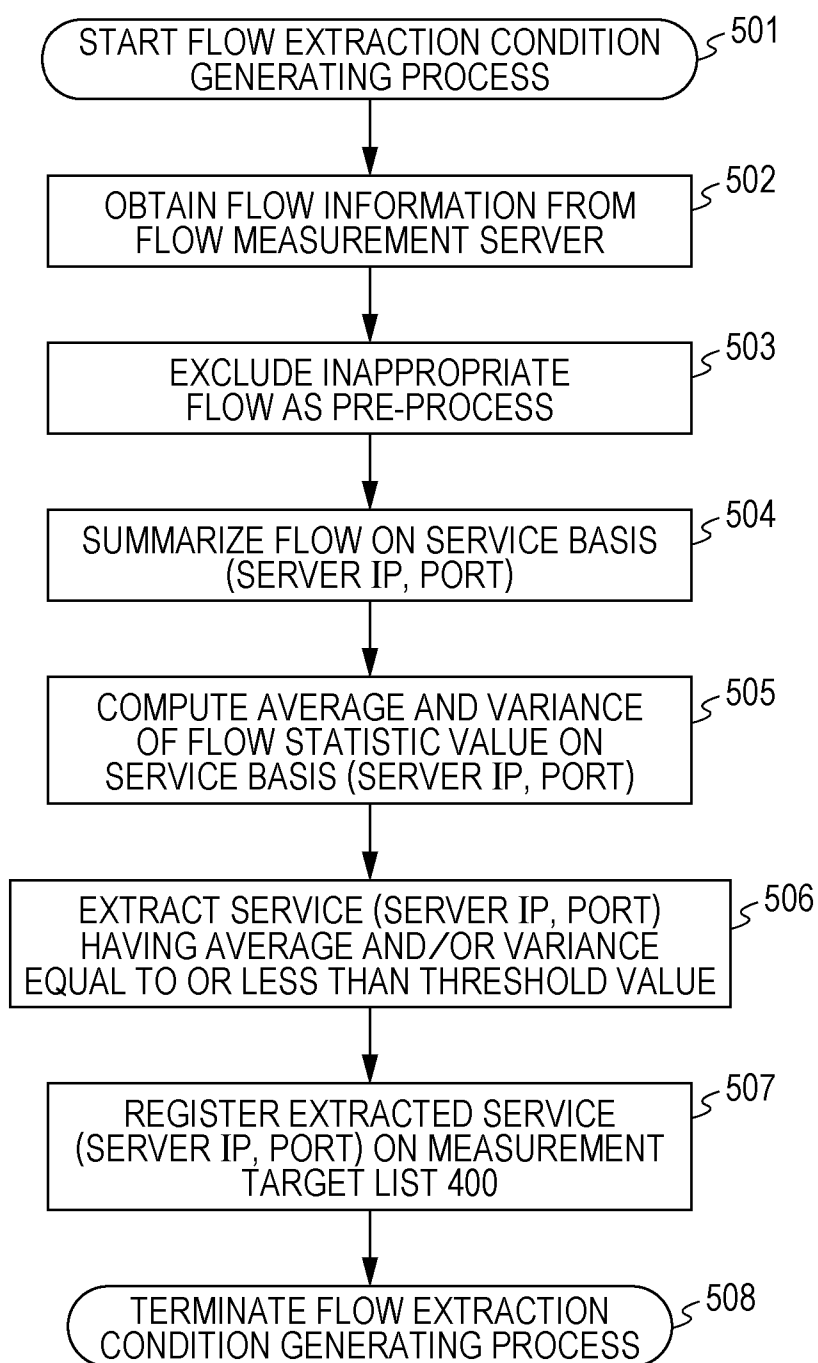 START FLOW EXTRACTION CONDITION
GENERATING PROCESS
501
OBTAIN FLOW INFORMATION FROM
FLOW MEASUREMENT SERVER
502
EXCLUDE INAPPROPRIATE
FLOW AS PRE-PROCESS
503
SUMMARIZE FLOW ON SERVICE BASIS
(SERVER IP, PORT)
504
COMPUTE AVERAGE AND VARIANCE
OF FLOW STATISTIC VALUE ON
SERVICE BASIS (SERVER IP, PORT)
505
EXTRACT SERVICE (SERVER IP, PORT)
HAVING AVERAGE AND/OR VARIANCE
EQUAL TO OR LESS THAN THRESHOLD VALUE
506
REGISTER EXTRACTED SERVICE
(SERVER IP, PORT) ON MEASUREMENT
TARGET LIST 400
507
TERMINATE FLOW EXTRACTION
CONDITION GENERATING PROCESS
508